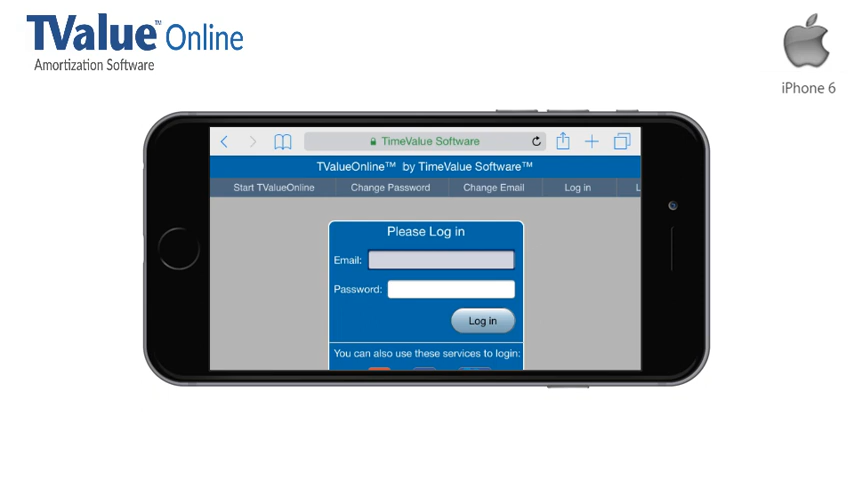 TValue™ Online
Amortization Software
iPhone 6
TimeValue Software
TValueOnline™ by TimeValue Software™
Start TValueOnline Change Password Change Email Log in L
Please Log in
Email:
Password:
Log in
You can also use these services to login: